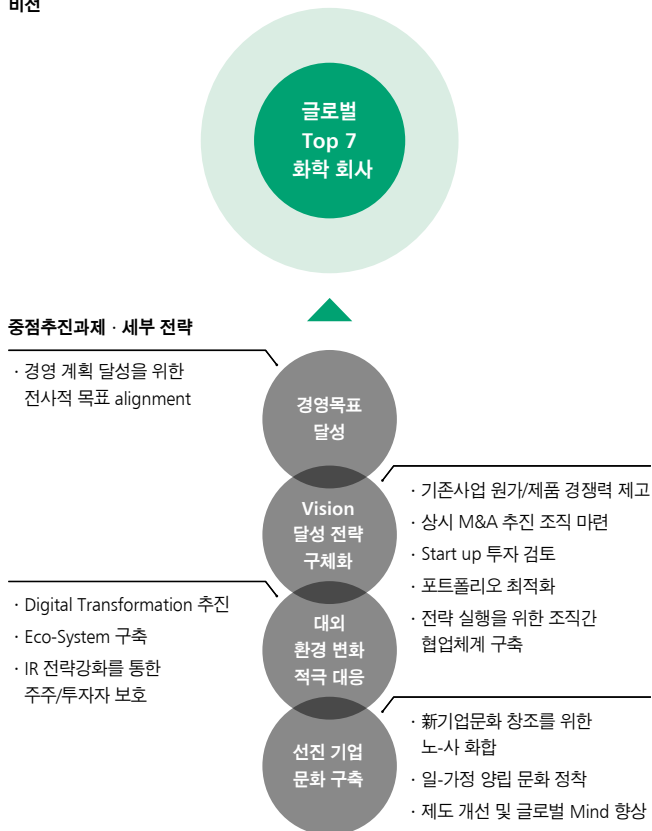 비전
글로벌
Top 7
화학 회사
중점추진과제 · 세부 전략
· 경영 계획 달성을 위한
전사적 목표 alignment
경영목표
달성
Vision
달성 전략
구체화
· 기존사업 원가/제품 경쟁력 제고
· 상시 M&A 추진 조직 마련
· Start up 투자 검토
· 포트폴리오 최적화
· 전략 실행을 위한 조직간
협업체계 구축
· Digital Transformation 추진
· Eco-System 구축
· IR 전략강화를 통한
주주/투자자 보호
대외
환경 변화
적극 대응
선진 기업
문화 구축
· 新기업문화 창조를 위한
노-사 화합
· 일-가정 양립 문화 정착
· 제도 개선 및 글로벌 Mind 향상